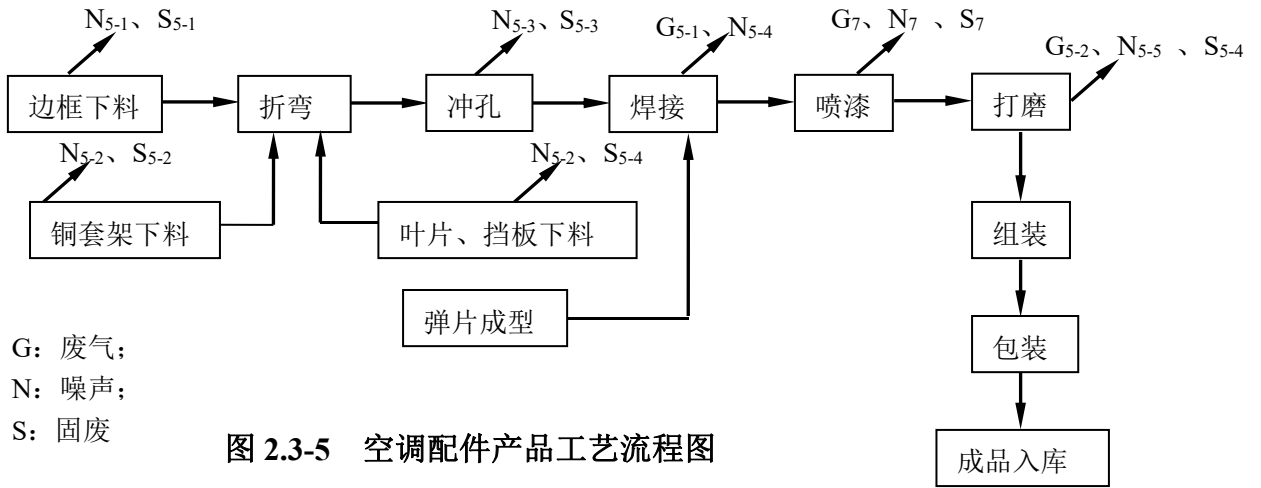 N5-1、S5-1
N5-3、S5-3
G5-1、N5-4
G7、N7 、S7
G5-2、N5-5 、S5-4
边框下料
折弯
冲孔
焊接
喷漆
打磨
N5-2、S5-2
N5-2、S5-4
铜套架下料
叶片、挡板下料
组装
弹片成型
包装
G：废气；
N：噪声；
S：固废
图 2.3-5 空调配件产品工艺流程图
成品入库